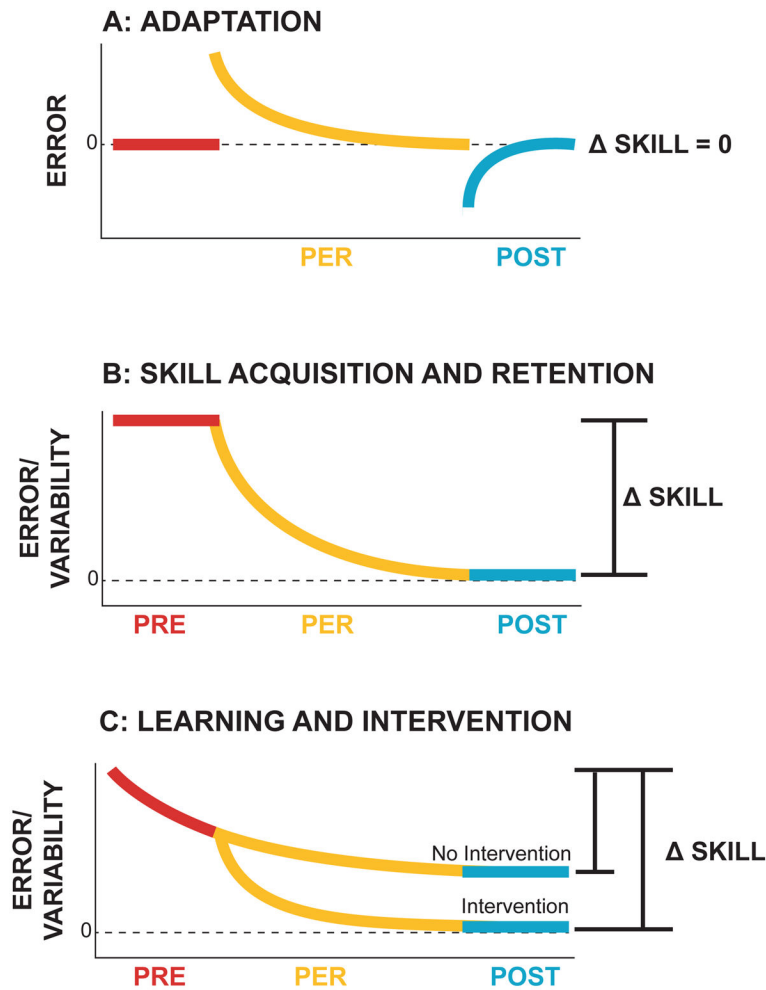 A: ADAPTATION
ERROR
0
Δ SKILL = 0
PER
POST
B: SKILL ACQUISITION AND RETENTION
ERROR/
VARIABILITY
0
Δ SKILL
PRE
PER
POST
C: LEARNING AND INTERVENTION
ERROR/
VARIABILITY
No Intervention
Δ SKILL
Intervention
0
PRE
PER
POST